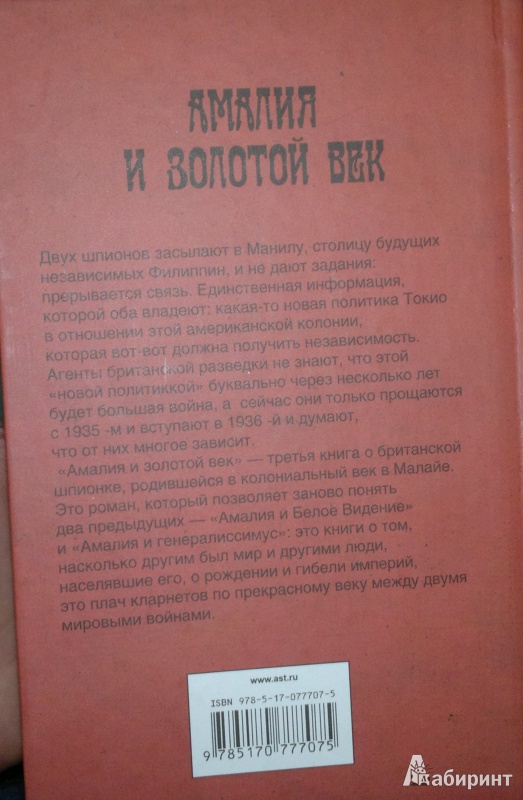 АМАЛИЯ
И ЗОЛОТОЙ ВЕК
Двух шпионов засылают в Манилу, столицу будущих
независимых Филиппин, и не дают задания:
прерывается связь. Единственная информация,
которой оба владеют: какая-то новая политика Токио
в отношении этой американской колонии,
которая вот-вот должна получить независимость.
Агенты британской разведки не знают, что этой
«новой политиккой» буквально через несколько лет
будет большая война, а сейчас они только прощаются
с 1935 -м и вступают в 1936 -й и думают,
что от них многое зависит.
«Амалия и золотой век» — третья книга о британской
шпионке, родившейся в колониальный век в Малайе.
Это роман, который позволяет заново понять
два предыдущих — «Амалия и Белое Видение»
и «Амалия и генералиссимус»: это книги о том,
насколько другим был мир и другими люди,
населявшие его, о рождении и гибели империй,
это плач кларнетов по прекрасному веку между двумя
мировыми войнами.
www.ast.ru
ISBN 978-5-17-077707-5
9 785170 777075
Лабиринт